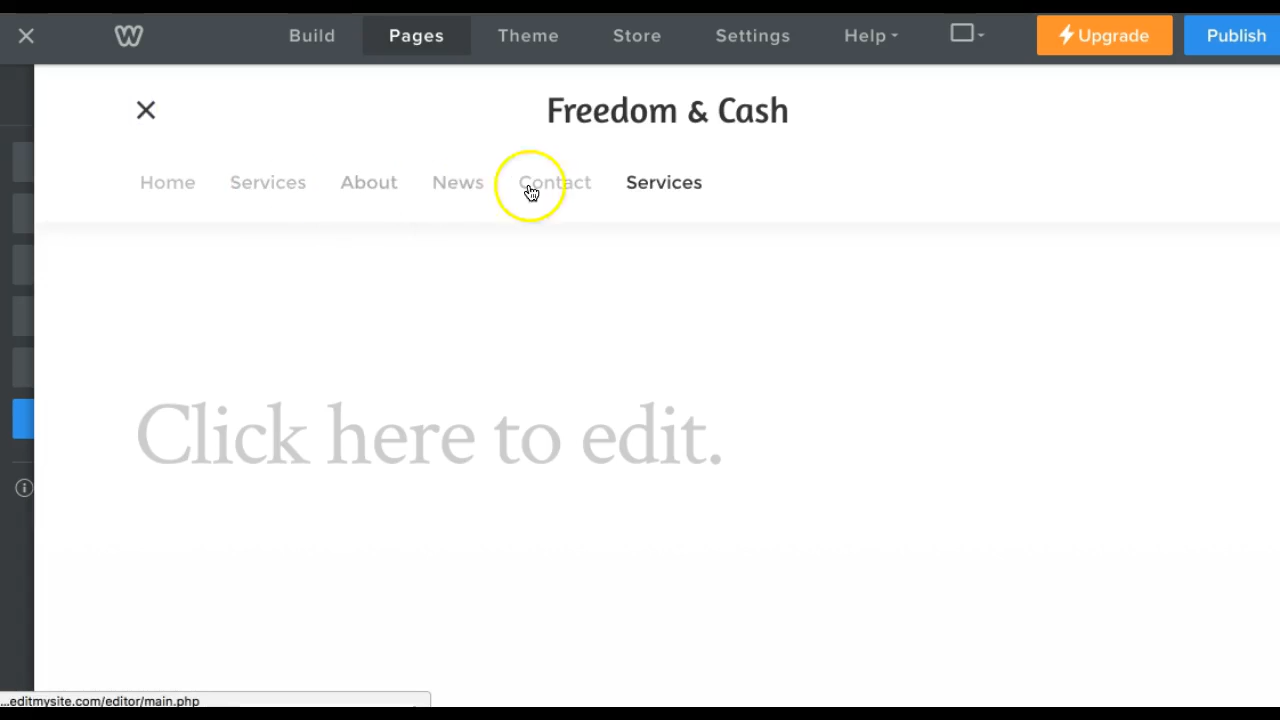 Build Pages Theme Store Settings Help Upgrade Publish
Freedom & Cash
Home Services About News Contact Services
Click here to edit.
...editmysite.com/editor/main.php